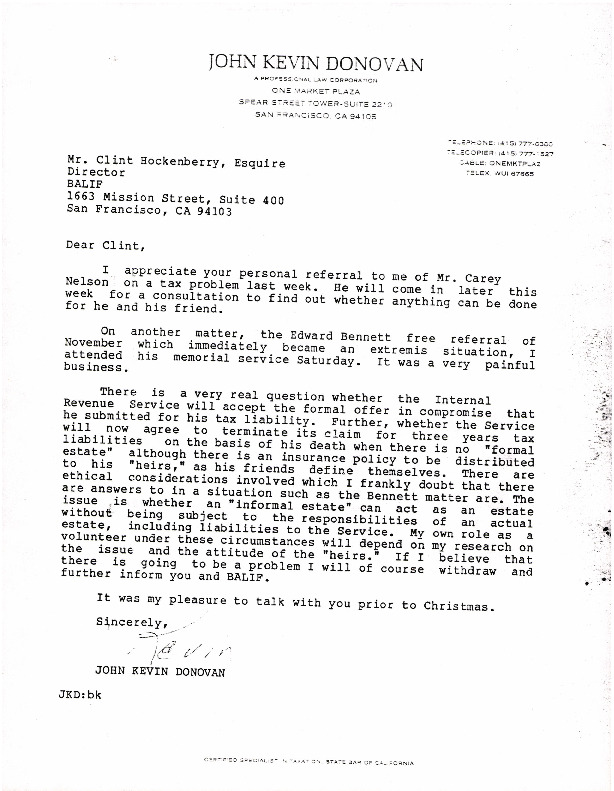 JOHN KEVIN DONOVAN
A PROFESSIONAL LAW CORPORATION
ONE MARKET PLAZA
SPEAR STREET TOWER-SUITE 2210
SAN FRANCISCO, CA 94105
TELEPHONE: (415) 777-
TELECOPIER: (415) 777-1527
CABLE: ONEMKTPLAZ
TELEX: WUI 67665
Mr. Clint Hockenberry, Esquire
Director
BALIF
1663 Mission Street, Suite 400
San Francisco, CA 94103
Dear Clint,
I appreciate your personal referral to me of Mr. Carey
Nelson on a tax problem last week. He will come in later this
week for a consultation to find out whether anything can be done
for he and his friend.
On another matter, the Edward Bennett free referral of
November which immediately became an extremis situation, I
attended his memorial service Saturday. It was a very painful
business.
There is a very real question whether the Internal
Revenue Service will accept the formal offer in compromise that
he submitted for his tax liability. Further, whether the Service
will now agree to terminate its claim for three years tax
liabilities on the basis of his death when there is no "formal
estate" although there is an insurance policy to be distributed
to his "heirs," as his friends define themselves. There are
ethical considerations involved which I frankly doubt that there
are answers to in a situation such as the Bennett matter are. The
issue is whether an "informal estate" can act as an estate
without being subject to the responsibilities of an actual
estate, including liabilities to the Service. My own role as a
volunteer under these circumstances will depend on my research on
the issue and the attitude of the "heirs." If I believe that
there is going to be a problem I will of course withdraw and
further inform you and BALIF.
It was my pleasure to talk with you prior to Christmas.
Sincerely,
Kevin
JOHN KEVIN DONOVAN
JKD:bk
CERTIFIED SPECIALIST IN TAXATION, STATE BAR OF CALIFORNIA